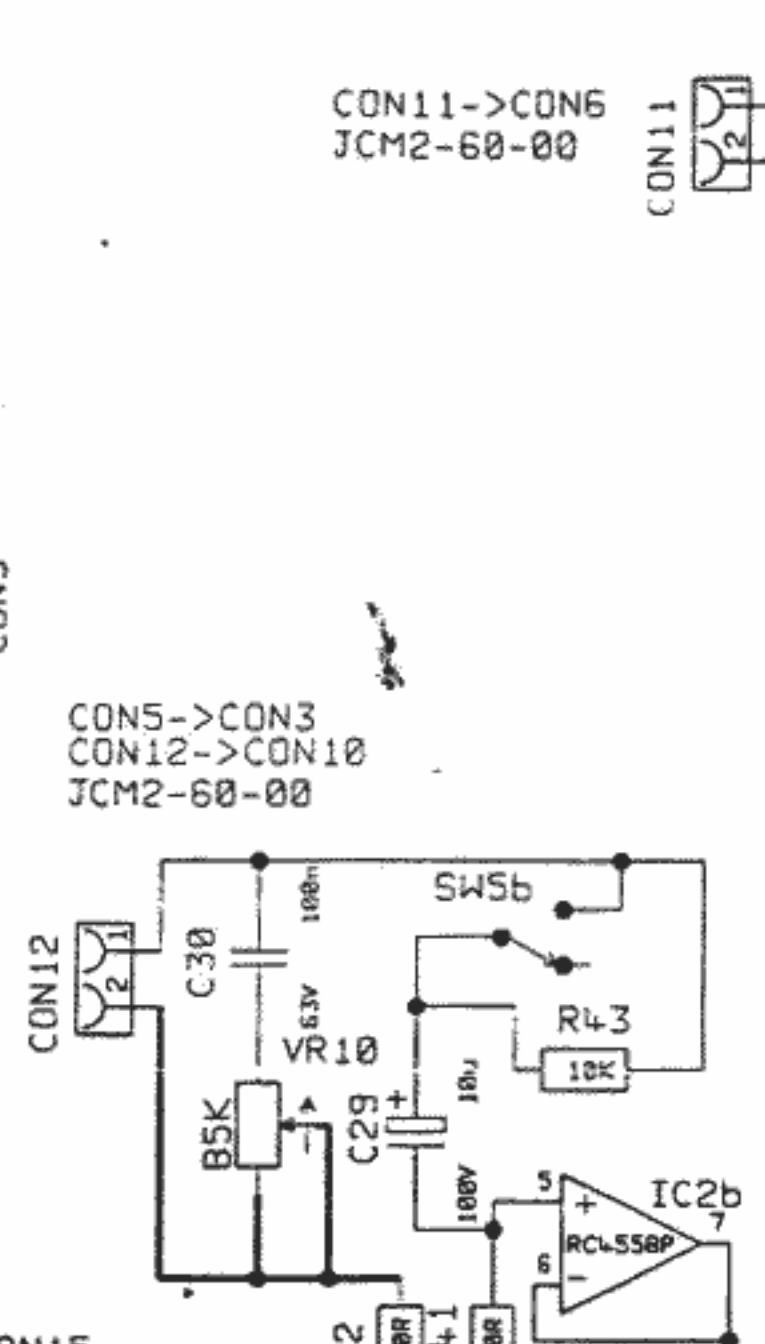 CON11->CON6
JCM2-60-00
CON11
1
2
CON5->CON3
CON12->CON10
JCM2-60-00
CON12
1
2
C30
100n
63V
VR10
B5K
SW5b
R43
10K
C29
+
10u
100V
5
+
IC2b
7
RC4558P
6
-